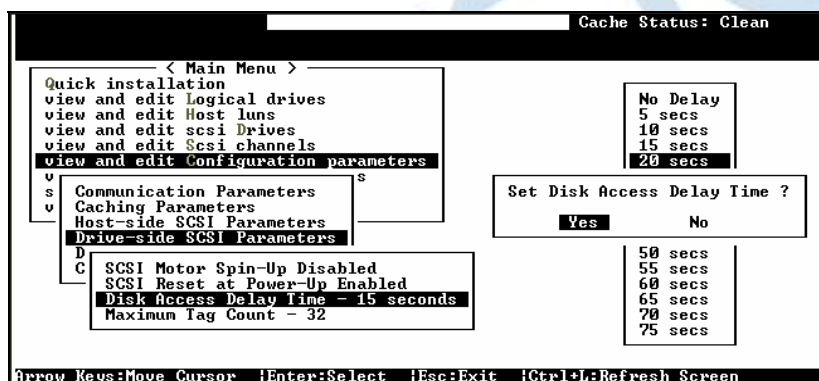 Cache Status: Clean
< Main Menu >
Quick installation
view and edit Logical drives
view and edit Host luns
view and edit scsi Drives
view and edit Scsi channels
view and edit Configuration parameters
v s
s
v
Communication Parameters
Caching Parameters
Host-side SCSI Parameters
Drive-side SCSI Parameters
D
C
SCSI Motor Spin-Up Disabled
SCSI Reset at Power-Up Enabled
Disk Access Delay Time - 15 seconds
Maximum Tag Count - 32
No Delay
5 secs
10 secs
15 secs
20 secs
Set Disk Access Delay Time ?
Yes No
50 secs
55 secs
60 secs
65 secs
70 secs
75 secs
Arrow Keys:Move Cursor |Enter:Select |Esc:Exit |Ctrl+L:Refresh Screen